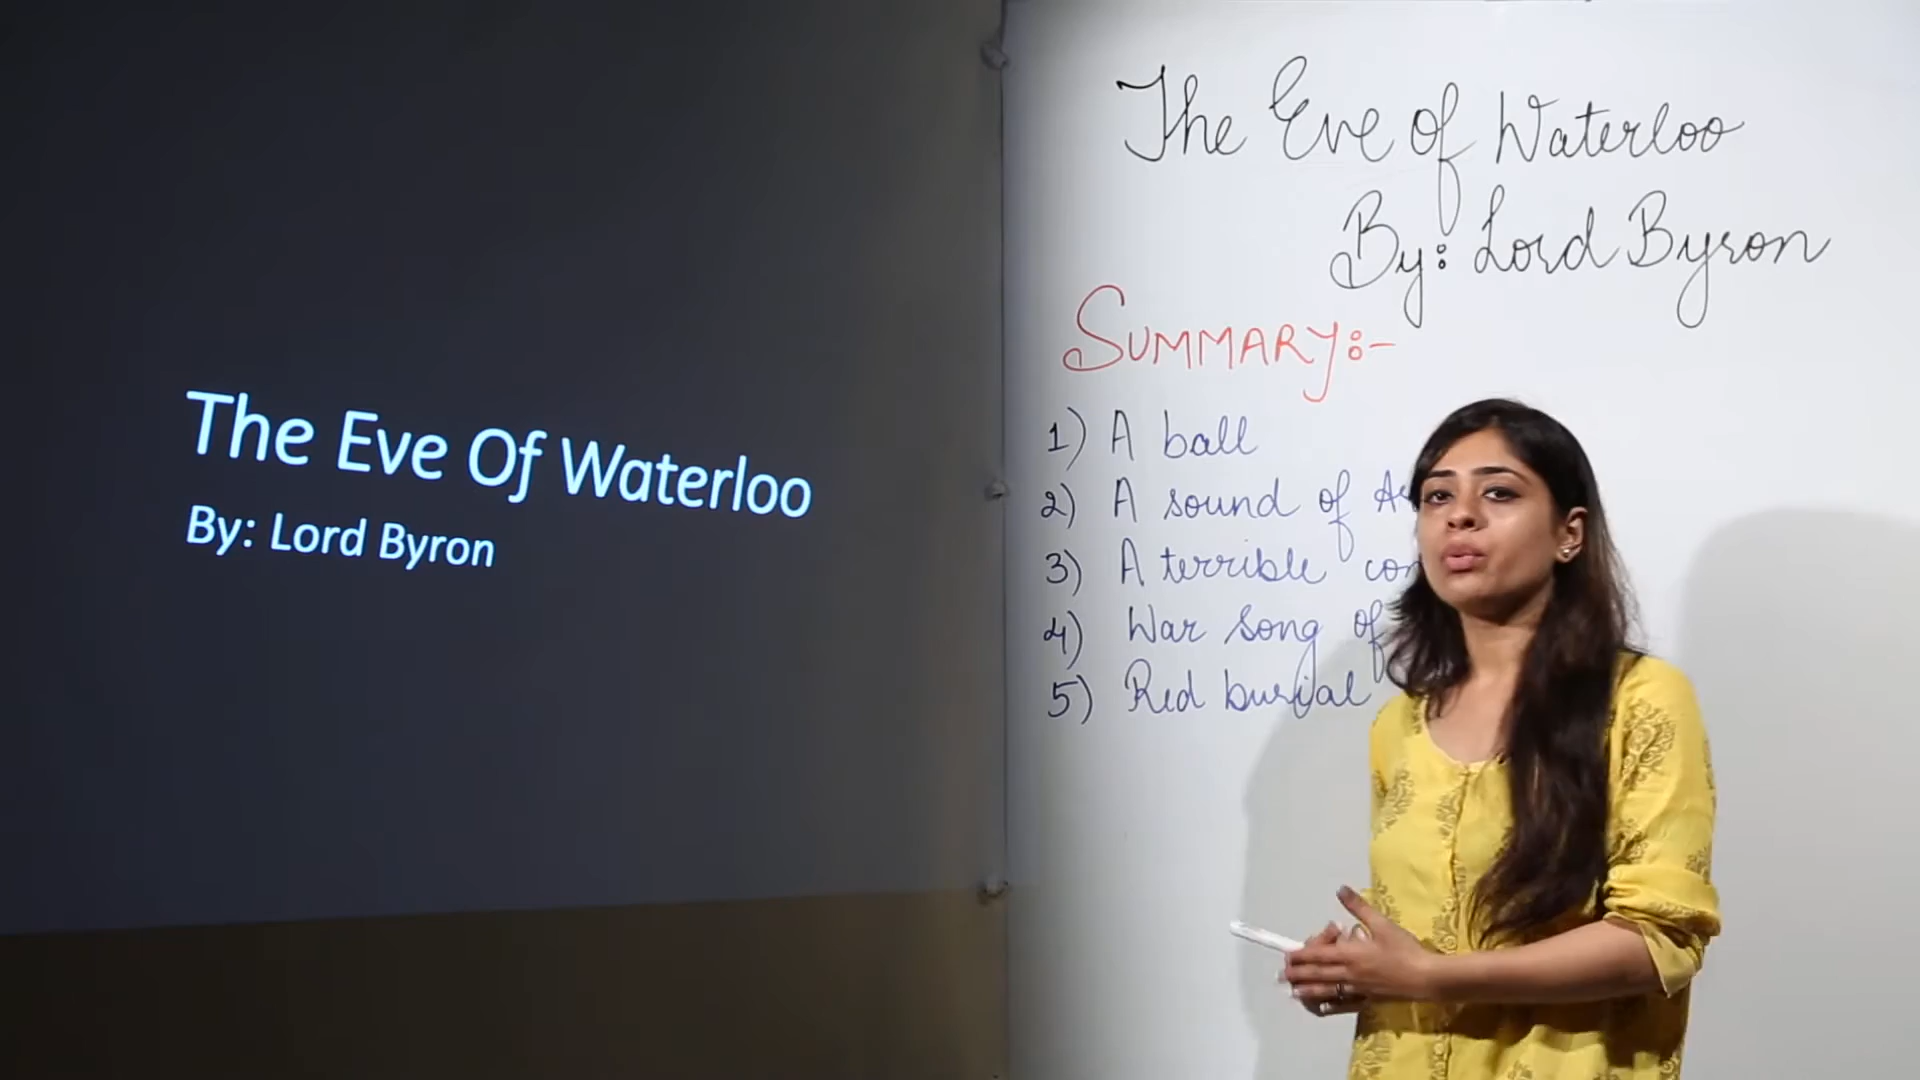 The Eve Of Waterloo
By: Lord Byron
The Eve of Waterloo
By: Lord Byron
SUMMARY:-
1) A ball
2) A sound of
3) A terrible
4) War song of
5) Red burial